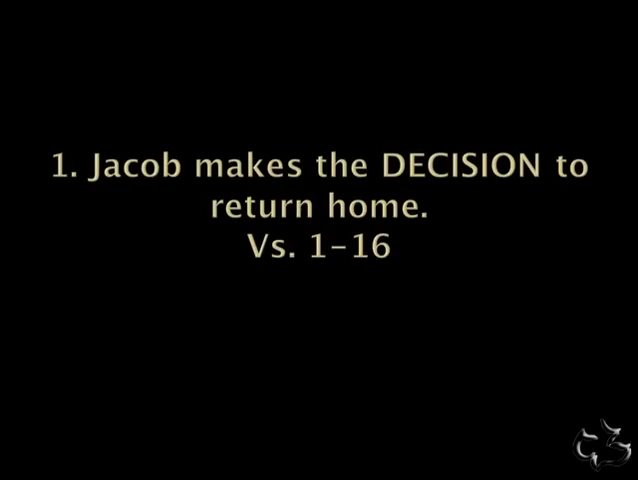 1. Jacob makes the DECISION to
return home.
Vs. 1-16